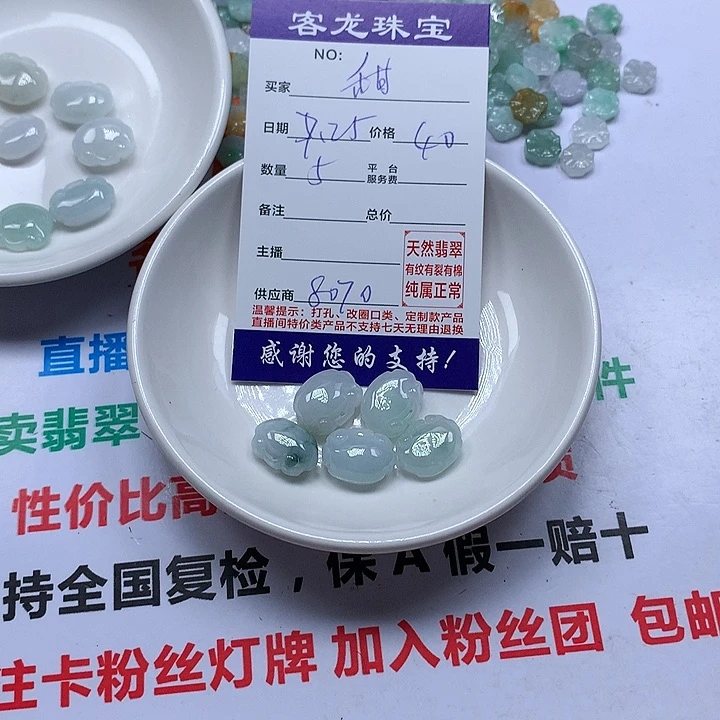 客龙珠宝
NO:
买家 甜
日期 7.25 价格 40
数量 5 平台服务费
备注 总价
主播
供应商 8070
天然翡翠
有纹有裂有棉
纯属正常
温馨提示：打孔、改圈口类、定制款产品
直播间特价类产品不支持七天无理由退换
感谢您的支持!
直播
卖翡翠 件
性价比高 货
持全国复检，保A假一赔十
注卡粉丝灯牌 加入粉丝团 包邮